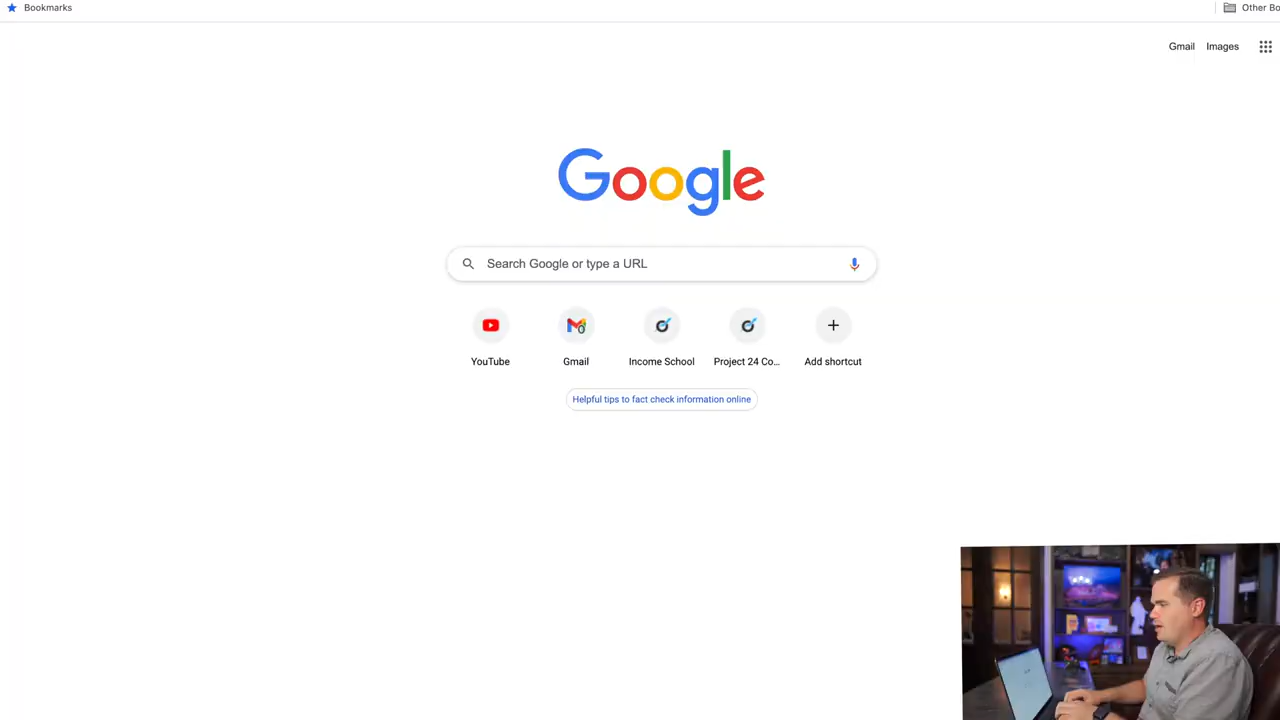 Bookmarks
Other Bo
Gmail
Images
Google
Search Google or type a URL
YouTube
Gmail
Income School
Project 24 Co...
Add shortcut
Helpful tips to fact check information online